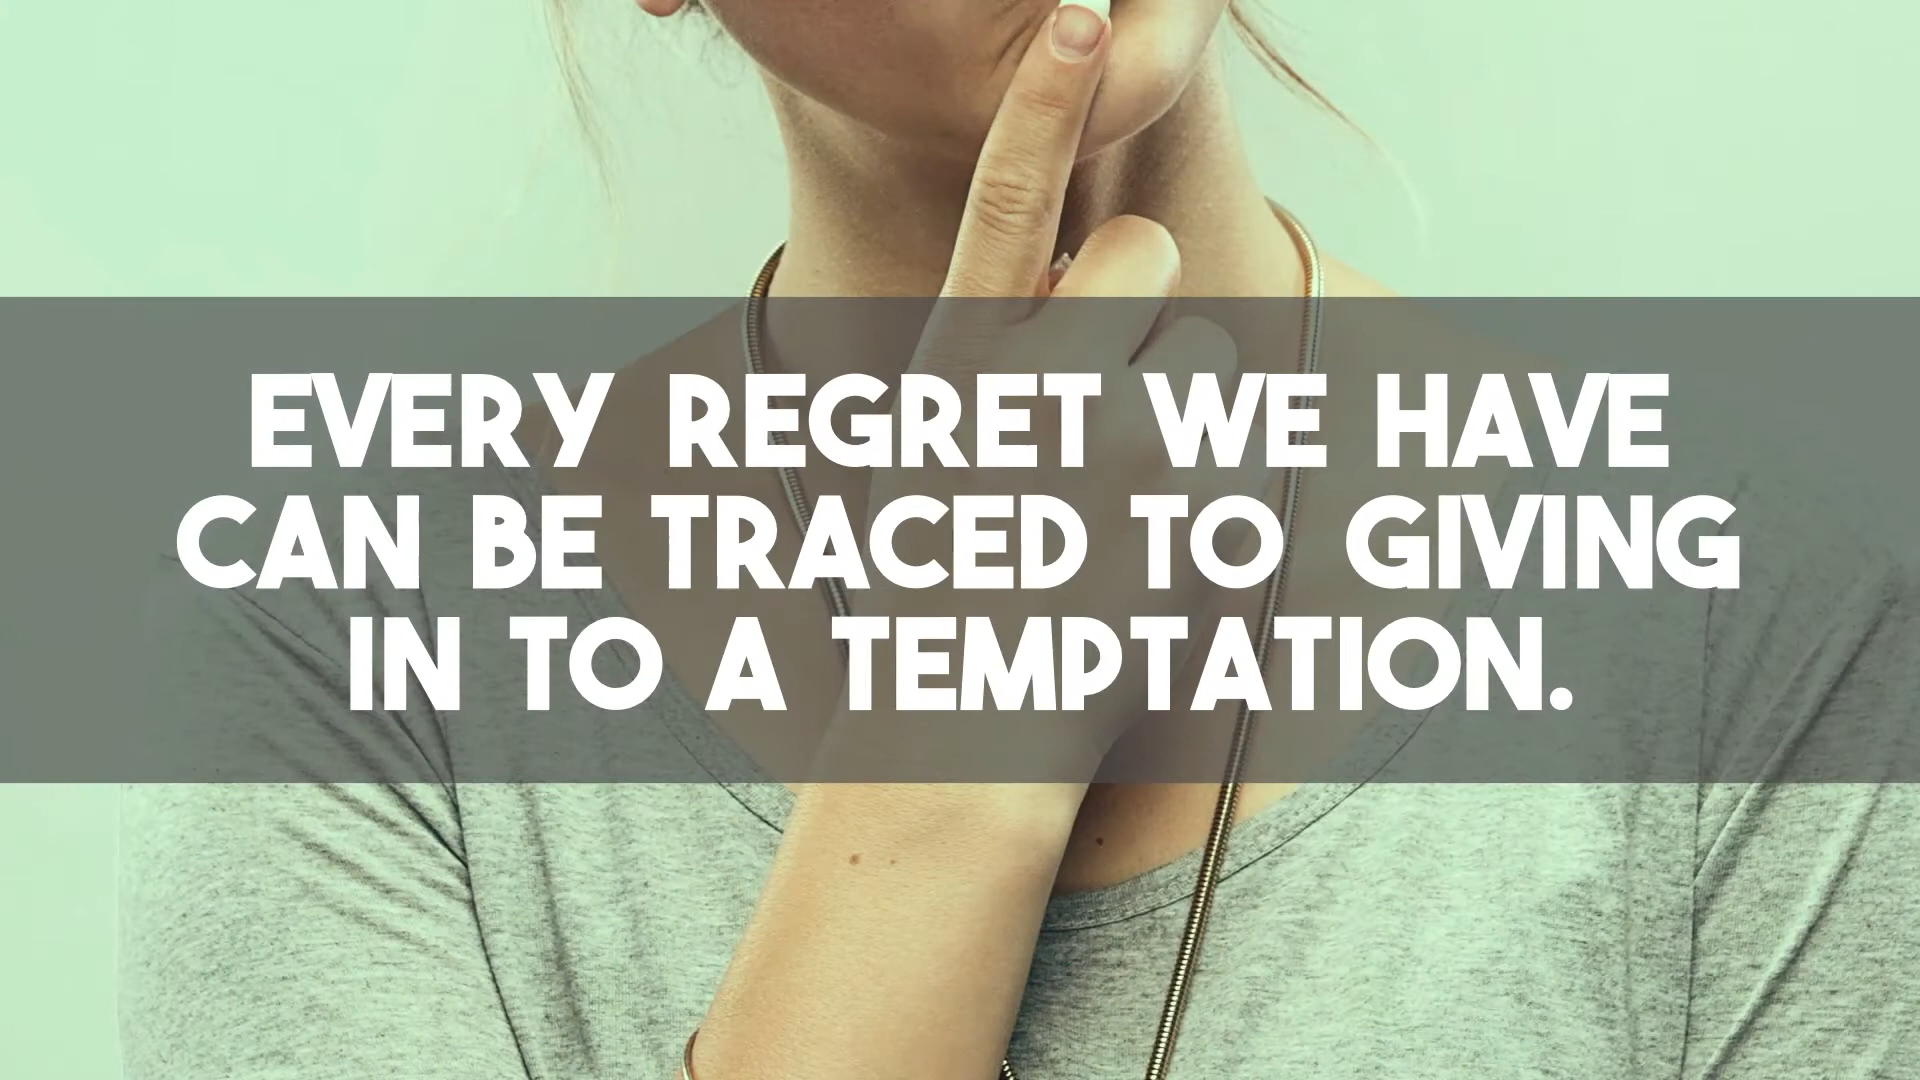 EVERY REGRET WE HAVE
CAN BE TRACED TO GIVING
IN TO A TEMPTATION.